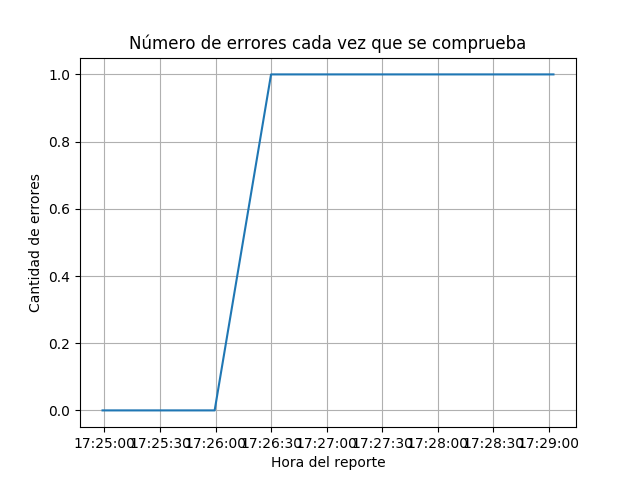 Número de errores cada vez que se comprueba
Cantidad de errores
1.0
0.8
0.6
0.4
0.2
0.0
17:25:00 17:25:30 17:26:00 17:26:30 17:27:00 17:27:30 17:28:00 17:28:30 17:29:00
Hora del reporte